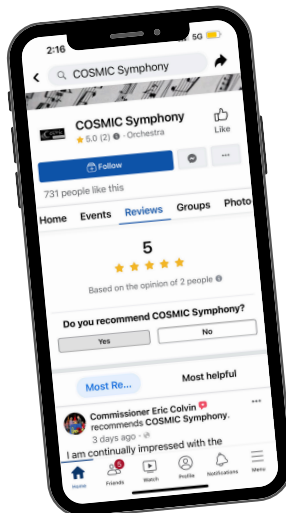 2:16
5G
COSMIC Symphony
COSMIC Symphony
5.0 (2) · Orchestra
Like
Follow
731 people like this
Home Events Reviews Groups Photo
5
Based on the opinion of 2 people
Do you recommend COSMIC Symphony?
Yes No
Most Re... Most helpful
Commissioner Eric Colvin
recommends COSMIC Symphony.
3 days ago ·
I am continually impressed with the
5
Home Friends Watch Profile Notifications Menu